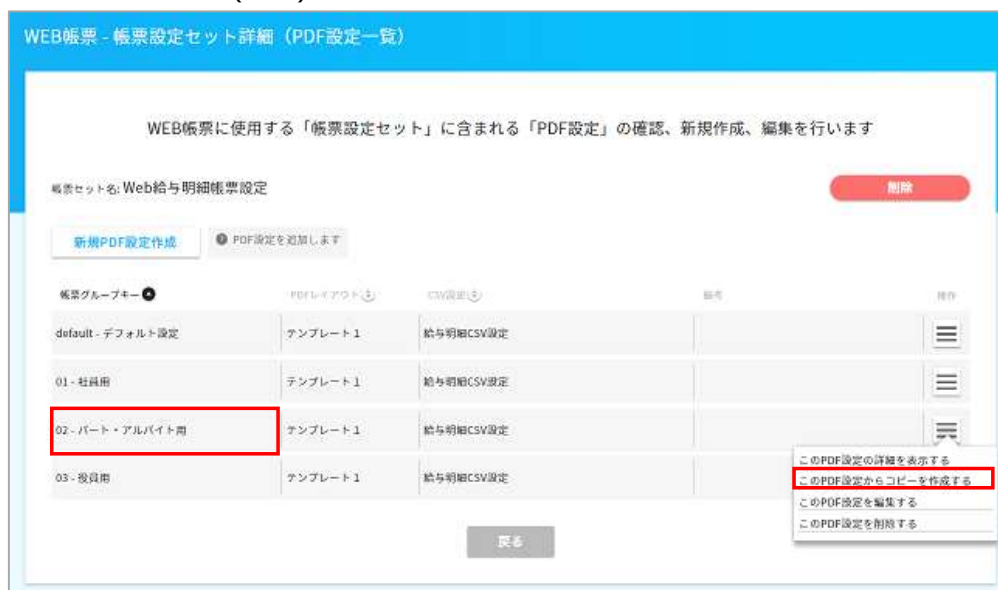 WEB帳票 - 帳票設定セット詳細（PDF設定一覧）
WEB帳票に使用する「帳票設定セット」に含まれる「PDF設定」の確認、新規作成、編集を行います
帳票セット名: Web給与明細帳票設定
削除
新規PDF設定作成
PDF設定を追加します
帳票グループキー PDFレイアウト CSV設定 備考 操作
default - デフォルト設定 テンプレート1 給与明細CSV設定
01 - 社員用 テンプレート1 給与明細CSV設定
02 - パート・アルバイト用 テンプレート1 給与明細CSV設定
このPDF設定の詳細を表示する
このPDF設定からコピーを作成する
このPDF設定を編集する
このPDF設定を削除する
03 - 役員用 テンプレート1 給与明細CSV設定
戻る